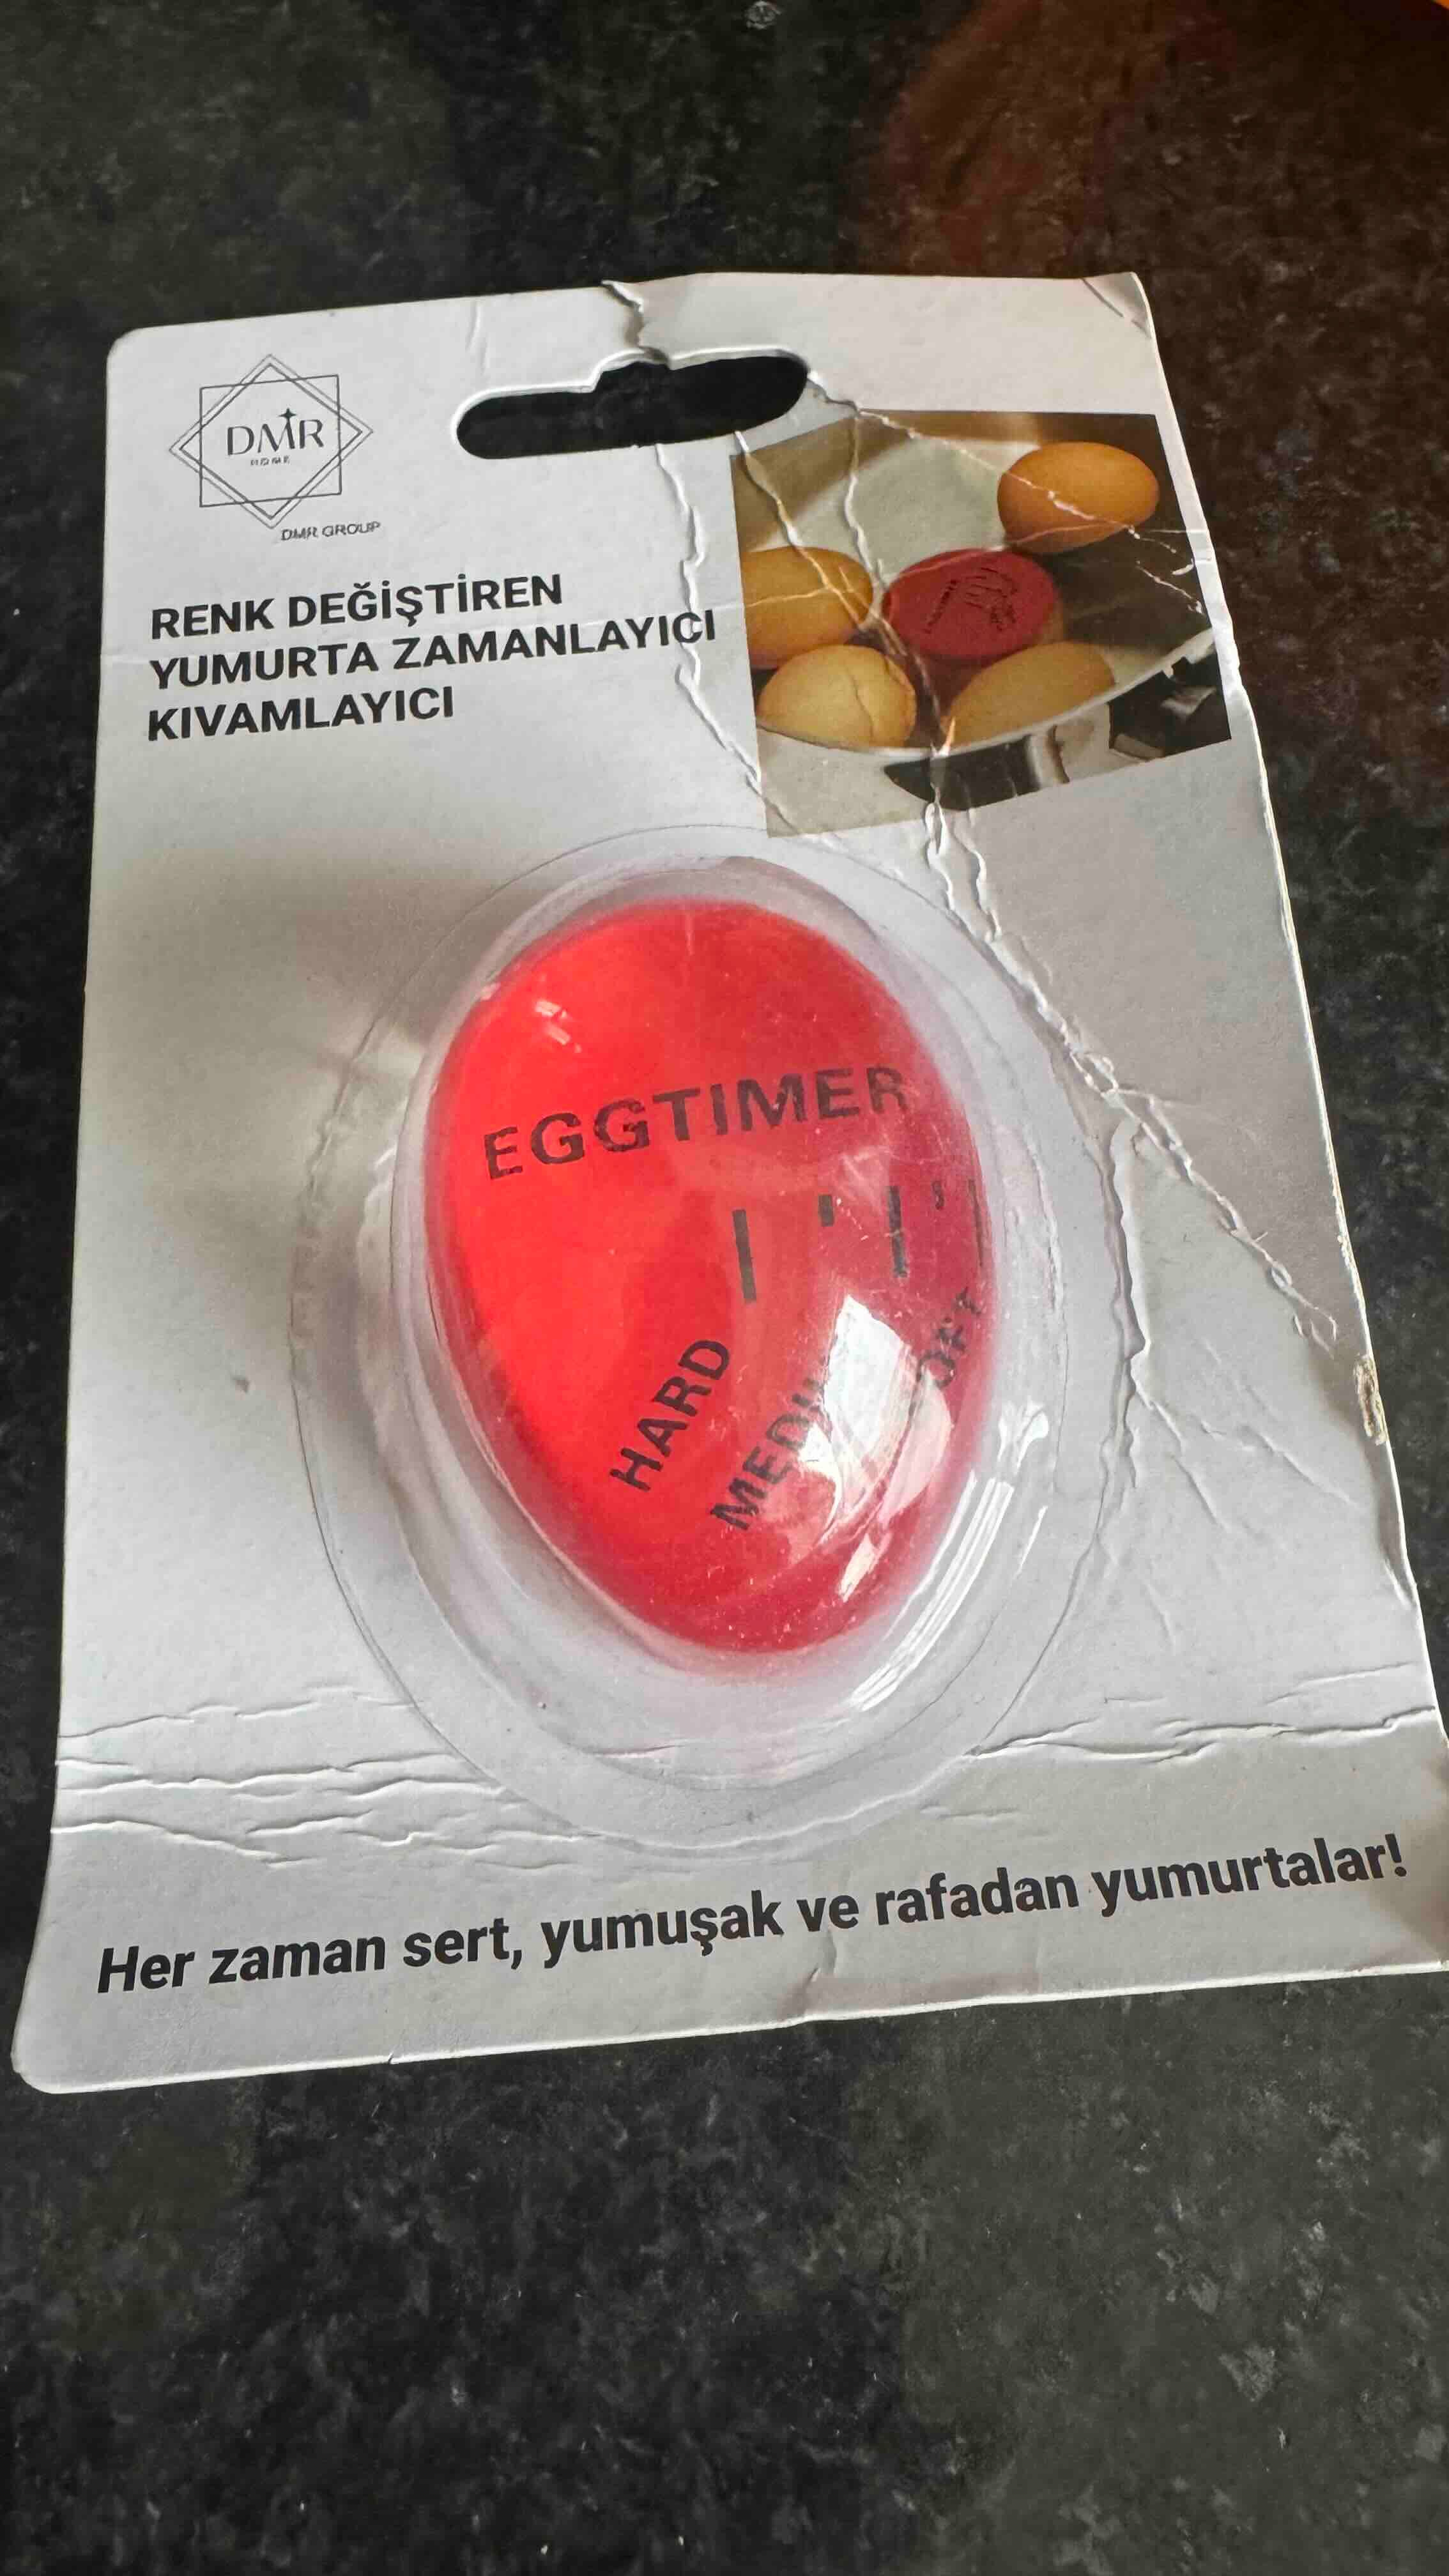 DMR
HOME
DMR GROUP
RENK DEĞİŞTİREN
YUMURTA ZAMANLAYICI
KIVAMLAYICI
EGGTIMER
HARD
Her zaman sert, yumuşak ve rafadan yumurtalar!